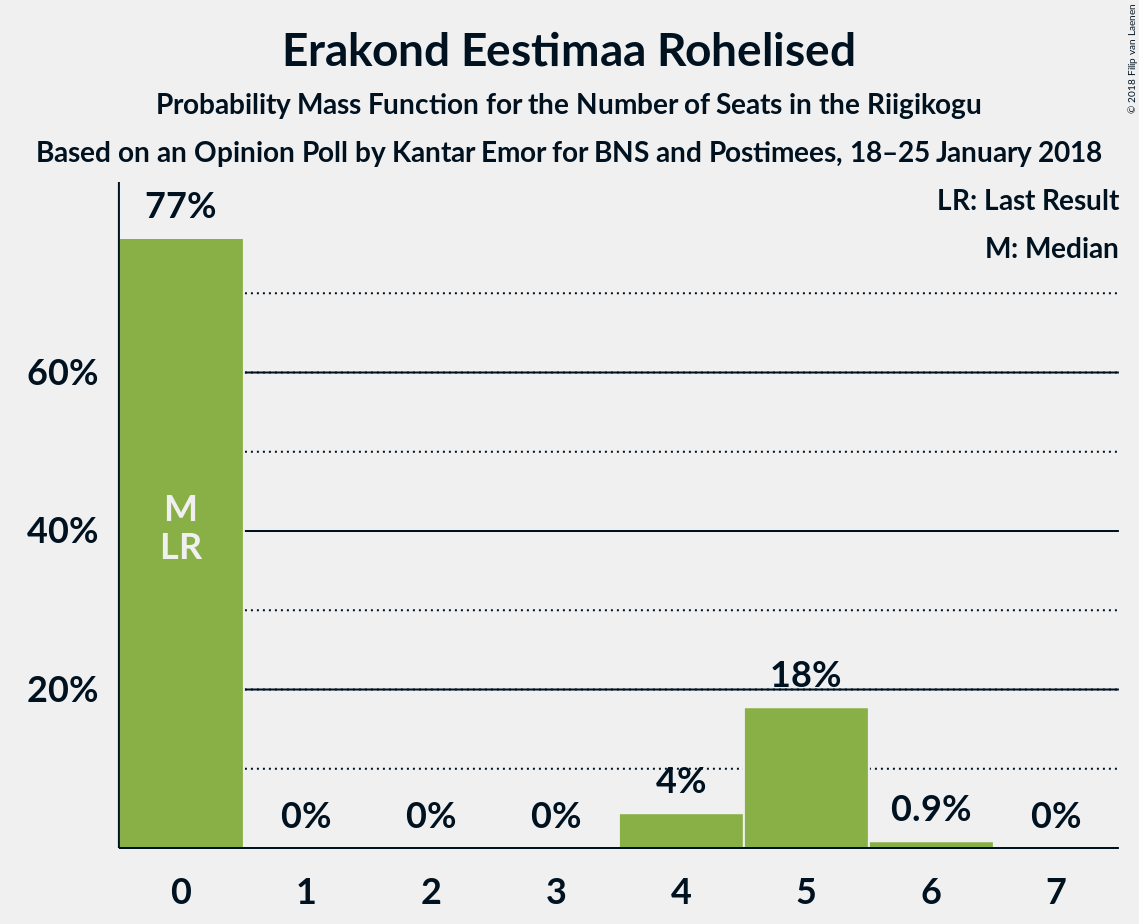 Erakond Eestimaa Rohelised
Probability Mass Function for the Number of Seats in the Riigikogu
Based on an Opinion Poll by Kantar Emor for BNS and Postimees, 18–25 January 2018
© 2018 Filip van Laenen
LR: Last Result
M: Median
77%
60%
40%
20%
M
LR
0%
0%
0%
4%
18%
0.9%
0%
0
1
2
3
4
5
6
7